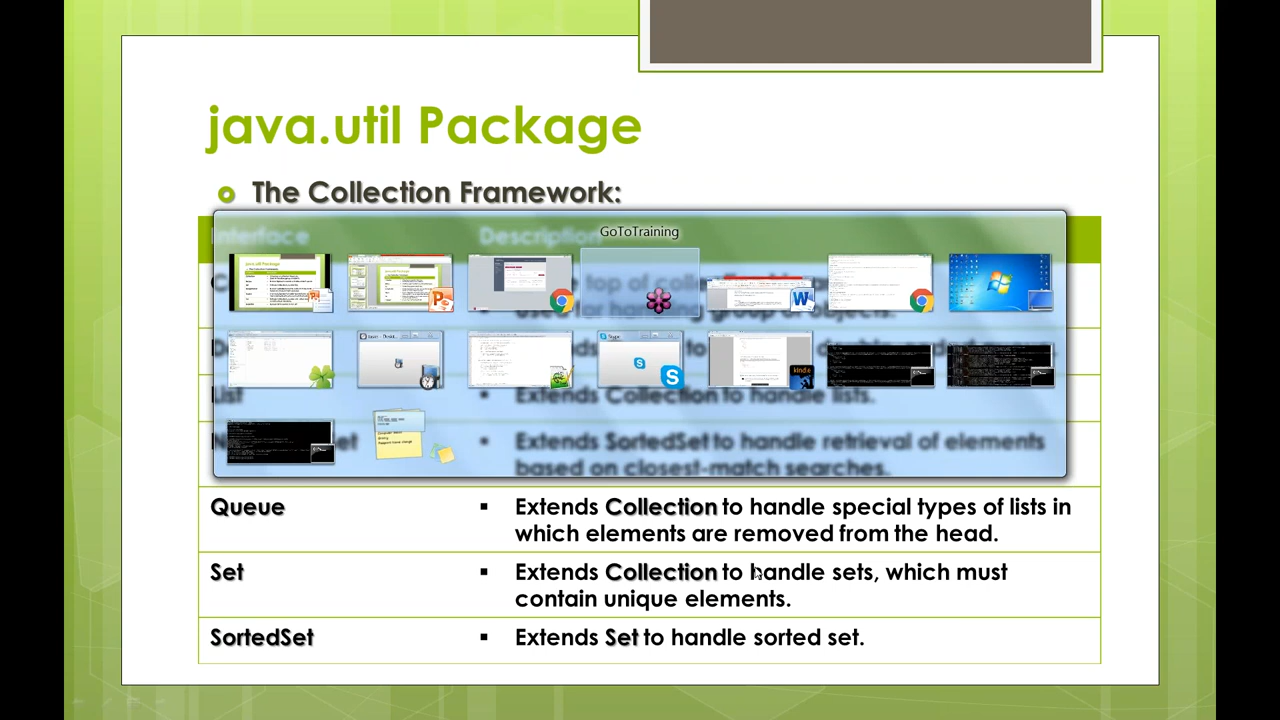 java.util Package
The Collection Framework:
Interface Description
GoToTraining
List
Extends Collection to handle lists.
Extends SortedSet to handle retrieval of elements
based on closest-match searches.
Queue
Extends Collection to handle special types of lists in
which elements are removed from the head.
Set
Extends Collection to handle sets, which must
contain unique elements.
SortedSet
Extends Set to handle sorted set.